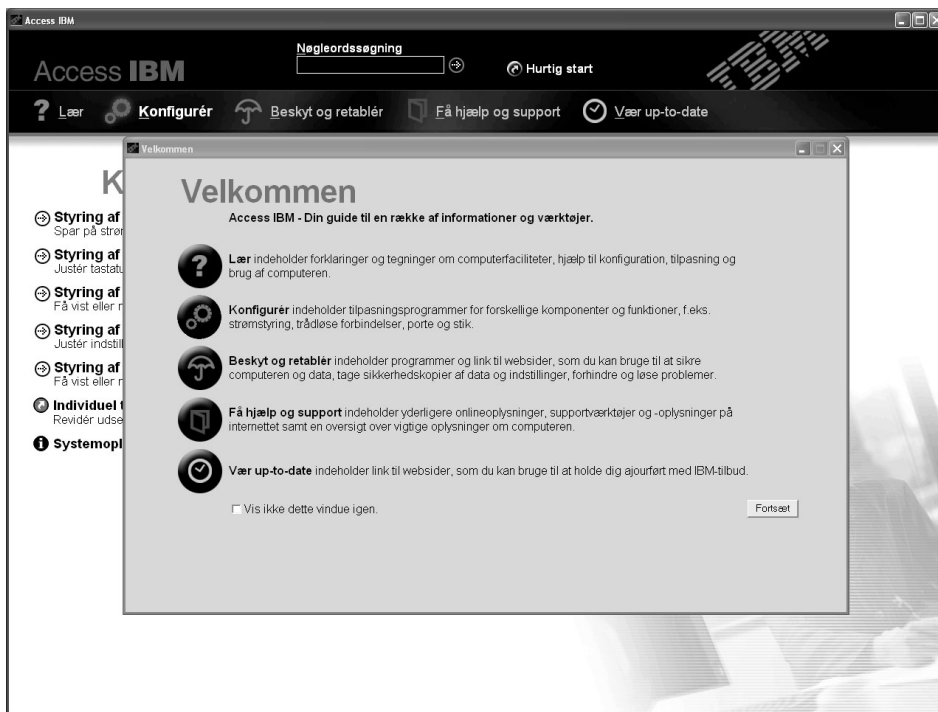 Access IBM
Nøgleordssøgning
Access IBM
Hurtig start
IBM
? Lær Konfigurér Beskyt og retablér Få hjælp og support Vær up-to-date
Velkommen
K
Velkommen
Access IBM - Din guide til en række af informationer og værktøjer.
Styring af
Spar på
Styring af
Justér
Styring af
Få vist eller
Styring af
Justér
Styring af
Få vist eller
Individuel
Revidér
? Lær indeholder forklaringer og tegninger om computerfaciliteter, hjælp til konfiguration, tilpasning og
brug af computeren.
Konfigurér indeholder tilpasningsprogrammer for forskellige komponenter og funktioner, f.eks.
strømstyring, trådløse forbindelser, porte og stik.
Beskyt og retablér indeholder programmer og link til websider, som du kan bruge til at sikre
computeren og data, tage sikkerhedskopier af data og indstillinger, forhindre og løse problemer.
Få hjælp og support indeholder yderligere onlineoplysninger, supportværktøjer og -oplysninger på
internettet samt en oversigt over vigtige oplysninger om computeren.
Vær up-to-date indeholder link til websider, som du kan bruge til at holde dig ajourført med IBM-tilbud.
Vis ikke dette vindue igen.
Fortsæt